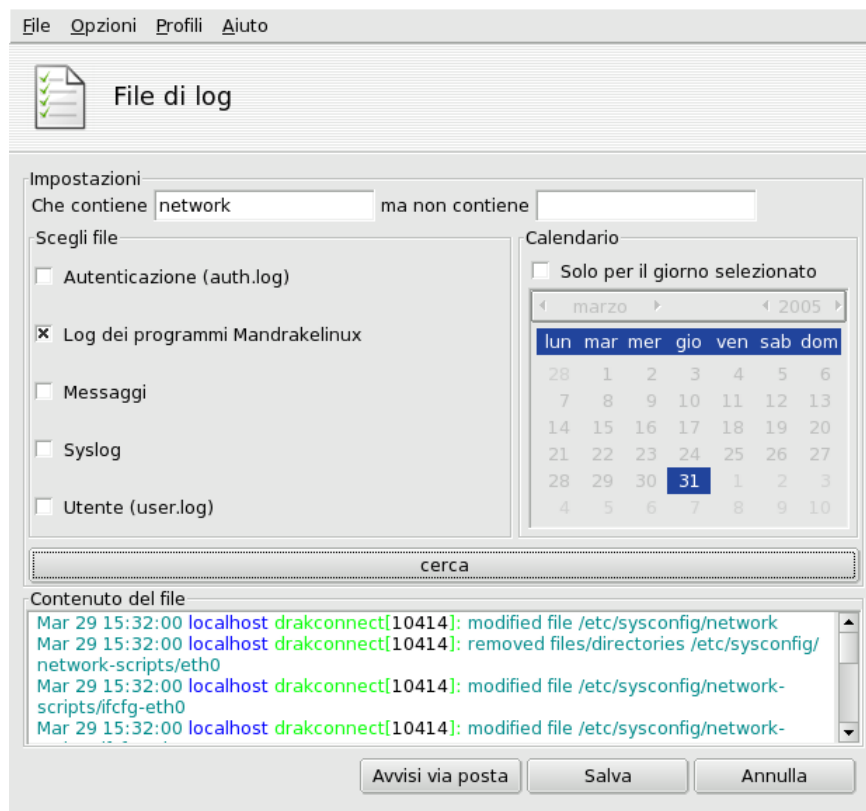 File Opzioni Profili Aiuto
File di log
Impostazioni
Che contiene network ma non contiene
Scegli file
Autenticazione (auth.log)
Log dei programmi Mandrakelinux
Messaggi
Syslog
Utente (user.log)
Calendario
Solo per il giorno selezionato
marzo 2005
lun mar mer gio ven sab dom
28 1 2 3 4 5 6
7 8 9 10 11 12 13
14 15 16 17 18 19 20
21 22 23 24 25 26 27
28 29 30 31 1 2 3
4 5 6 7 8 9 10
cerca
Contenuto del file
Mar 29 15:32:00 localhost drakconnect[10414]: modified file /etc/sysconfig/network
Mar 29 15:32:00 localhost drakconnect[10414]: removed files/directories /etc/sysconfig/
network-scripts/eth0
Mar 29 15:32:00 localhost drakconnect[10414]: modified file /etc/sysconfig/network-
scripts/ifcfg-eth0
Mar 29 15:32:00 localhost drakconnect[10414]: modified file /etc/sysconfig/network-
Avvisi via posta Salva Annulla